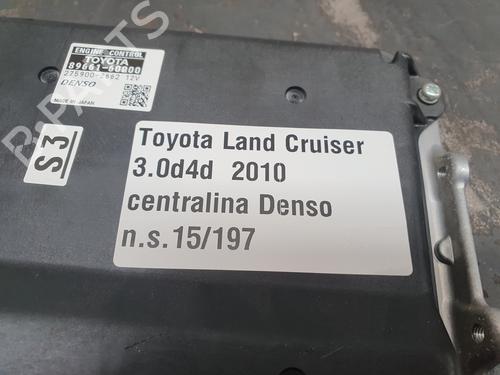 ENGINE CONTROL
TOYOTA
89661-60B00
275900-2662 12V
DENSO
MADE IN JAPAN
S3
Toyota Land Cruiser
3.0d4d 2010
centralina Denso
n.s.15/197